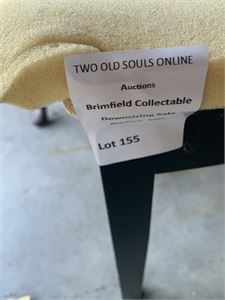 TWO OLD SOULS ONLINE
Auctions
Brimfield Collectable
Downsizing Sale
Lot 155